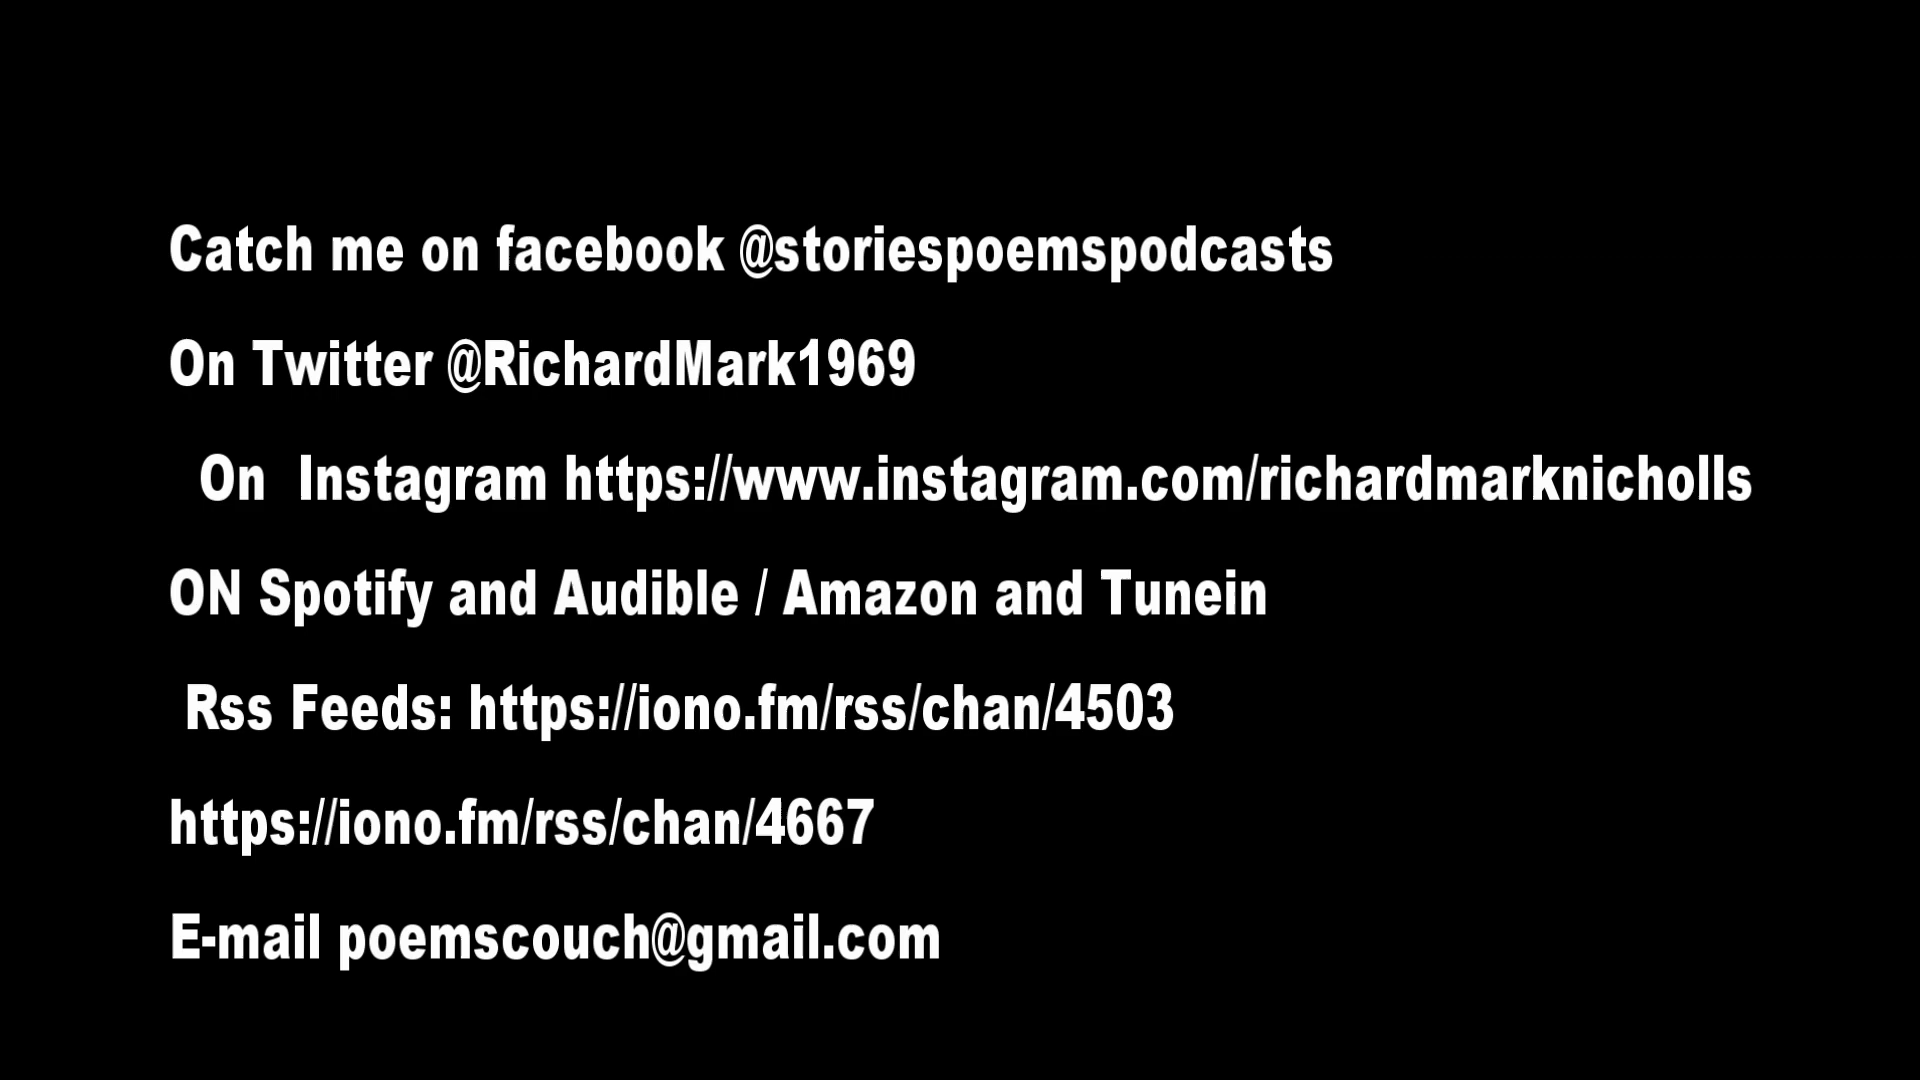 Catch me on facebook @storiespoemspodcasts
On Twitter @RichardMark1969
On  Instagram https://www.instagram.com/richardmarknicholls
ON Spotify and Audible / Amazon and Tunein
Rss Feeds: https://iono.fm/rss/chan/4503
https://iono.fm/rss/chan/4667
E-mail poemscouch@gmail.com